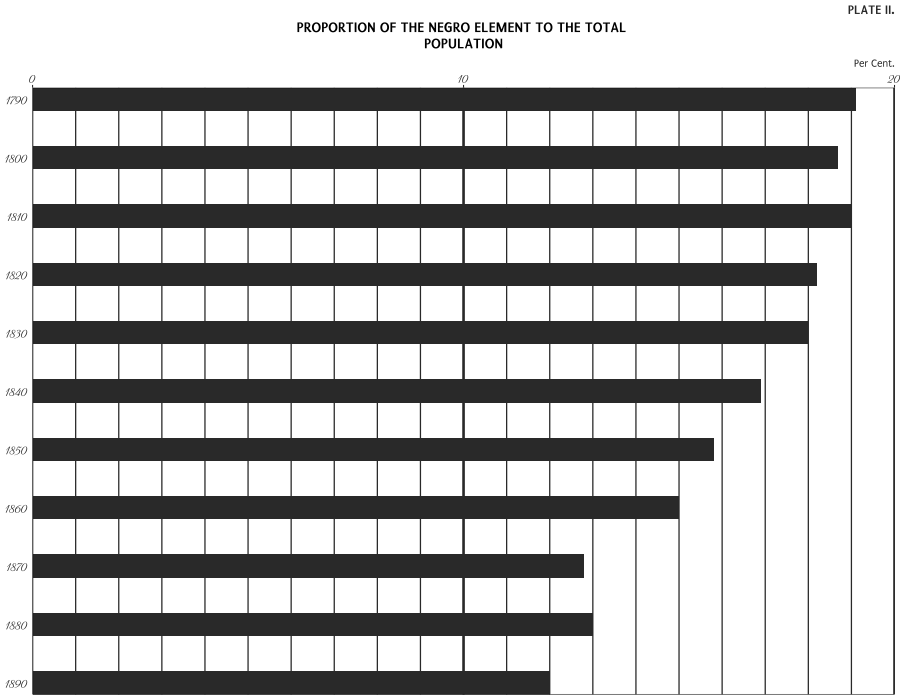 PLATE II.
PROPORTION OF THE NEGRO ELEMENT TO THE TOTAL
POPULATION
Per Cent.
0 10 20
1790
1800
1810
1820
1830
1840
1850
1860
1870
1880
1890